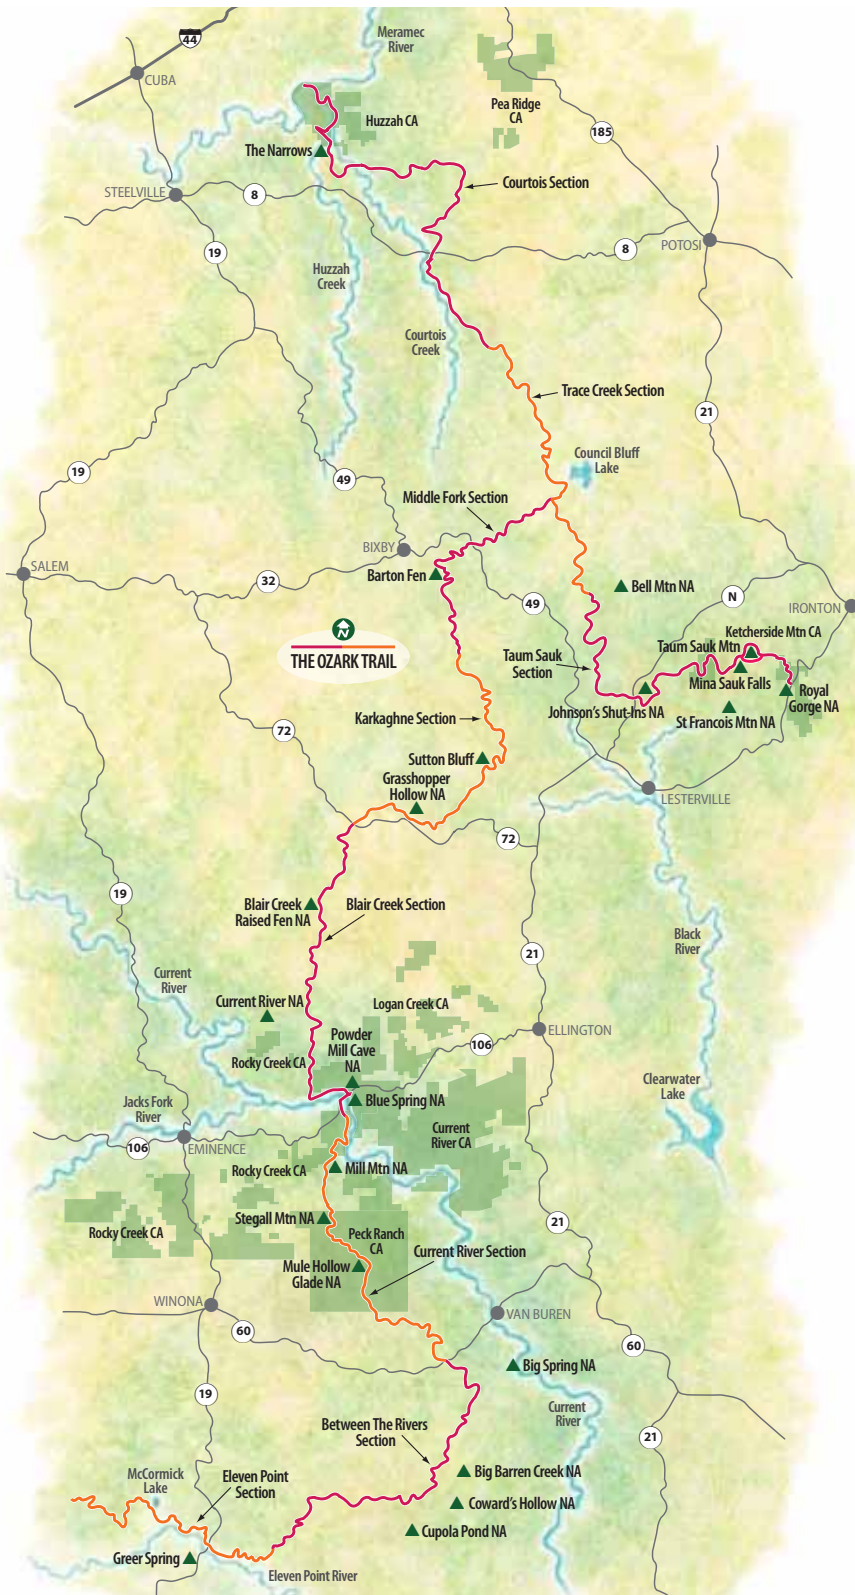 44
Meramec
River
CUBA
Pea Ridge
CA
Huzzah CA
185
The Narrows
Courtois Section
STEELVILLE
8
19
8
POTOSI
Huzzah
Creek
Courtois
Creek
Trace Creek Section
21
Council Bluff
Lake
19
49
Middle Fork Section
BIXBY
SALEM
32
Barton Fen
Bell Mtn NA
49
N
IRONTON
N
THE OZARK TRAIL
Ketcherside Mtn CA
Taum Sauk Mtn
Taum Sauk
Section
Mina Sauk Falls
Royal
Gorge NA
Johnson's Shut-Ins NA
St Francois Mtn NA
Karkaghne Section
72
Sutton Bluff
Grasshopper
Hollow NA
LESTERVILLE
72
19
Blair Creek
Raised Fen NA
Blair Creek Section
Black
River
21
Current
River
Current River NA
Logan Creek CA
ELLINGTON
Powder
Mill Cave
NA
106
Rocky Creek CA
Clearwater
Lake
Jacks Fork
River
Blue Spring NA
Current
River CA
106
EMINENCE
Rocky Creek CA
Mill Mtn NA
Stegall Mtn NA
21
Rocky Creek CA
Peck Ranch
CA
Current River Section
Mule Hollow
Glade NA
WINONA
VAN BUREN
60
60
Big Spring NA
19
Current
River
Between The Rivers
Section
21
McCormick
Lake
Eleven Point
Section
Big Barren Creek NA
Coward's Hollow NA
Cupola Pond NA
Greer Spring
Eleven Point River